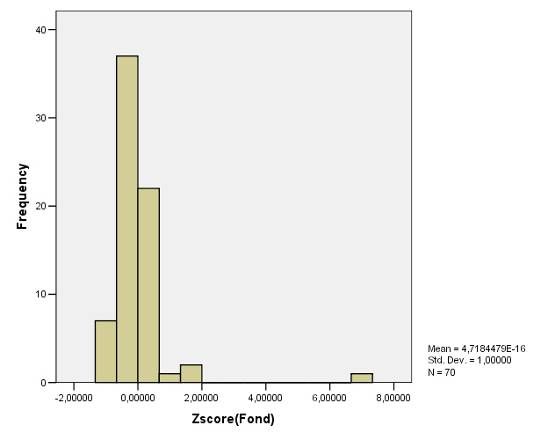 40
30
20
10
0
Frequency
-2,00000 0,00000 2,00000 4,00000 6,00000 8,00000
Zscore(Fond)
Mean = 4,7184479E-16
Std. Dev. = 1,00000
N = 70